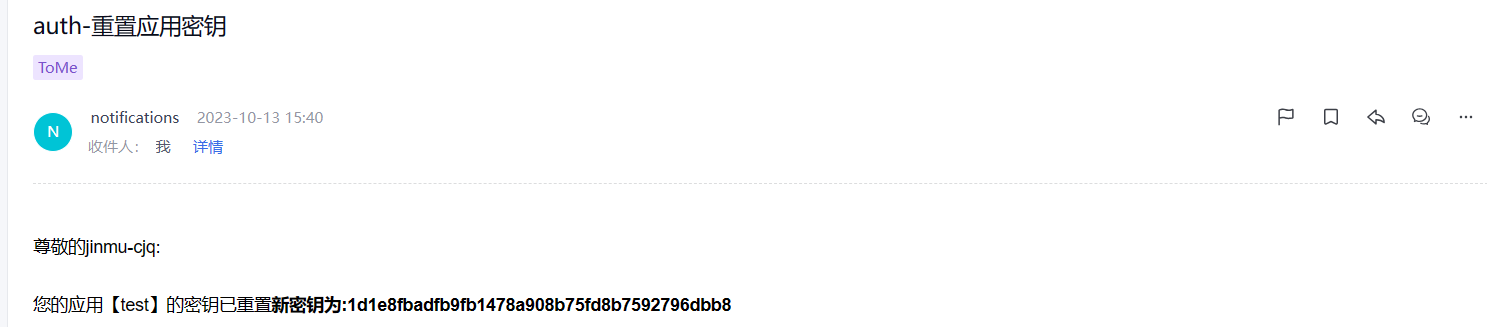 auth-重置应用密钥
ToMe
N
notifications 2023-10-13 15:40
收件人： 我 详情
尊敬的jinmu-cjq:
您的应用【test】的密钥已重置新密钥为:1d1e8fbadfb9fb1478a908b75fd8b7592796dbb8